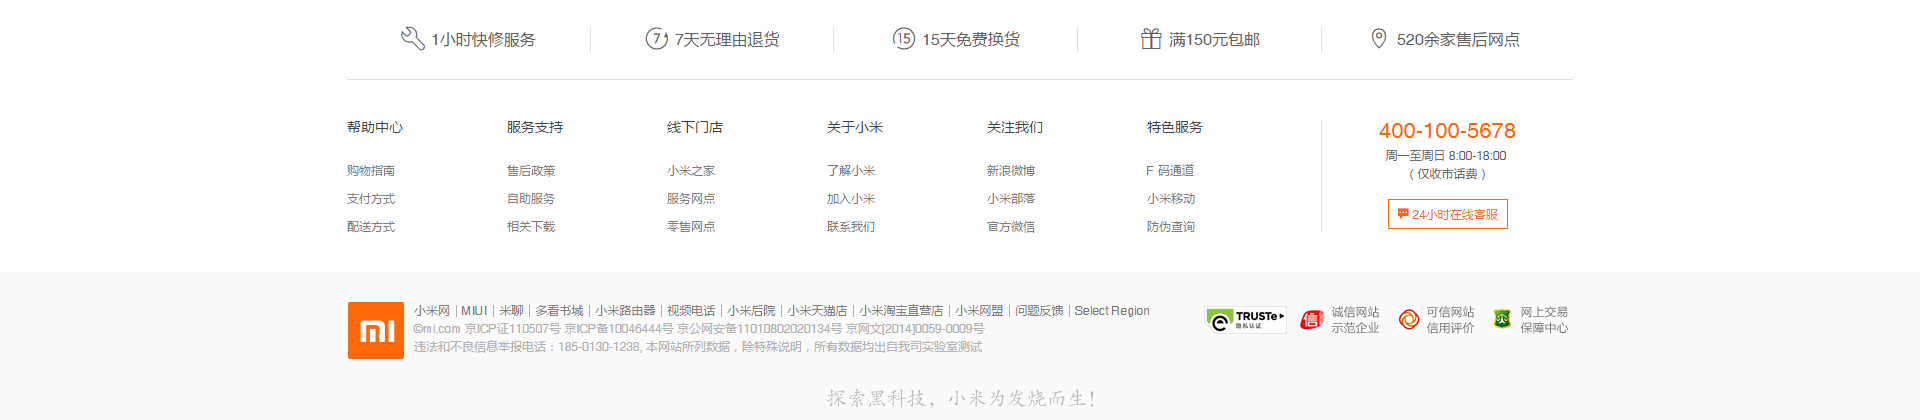 1小时快修服务
7天无理由退货
15天免费换货
满150元包邮
520余家售后网点
帮助中心
购物指南
支付方式
配送方式
服务支持
售后政策
自助服务
相关下载
线下门店
小米之家
服务网点
零售网点
关于小米
了解小米
加入小米
联系我们
关注我们
新浪微博
小米部落
官方微信
特色服务
F 码通道
小米移动
防伪查询
400-100-5678
周一至周日 8:00-18:00
（仅收市话费）
24小时在线客服
mi
小米网|MIUI|米聊|多看书城|小米路由器|视频电话|小米后院|小米天猫店|小米淘宝直营店|小米网盟|问题反馈|Select Region
©mi.com 京ICP证110507号 京ICP备10046444号 京公网安备11010802020134号 京网文[2014]0059-0009号
违法和不良信息举报电话：185-0130-1238, 本网站所列数据，除特殊说明，所有数据均出自我司实验室测试
TRUSTe
隐私认证
诚信网站
示范企业
可信网站
信用评价
网上交易
保障中心
探索黑科技，小米为发烧而生!